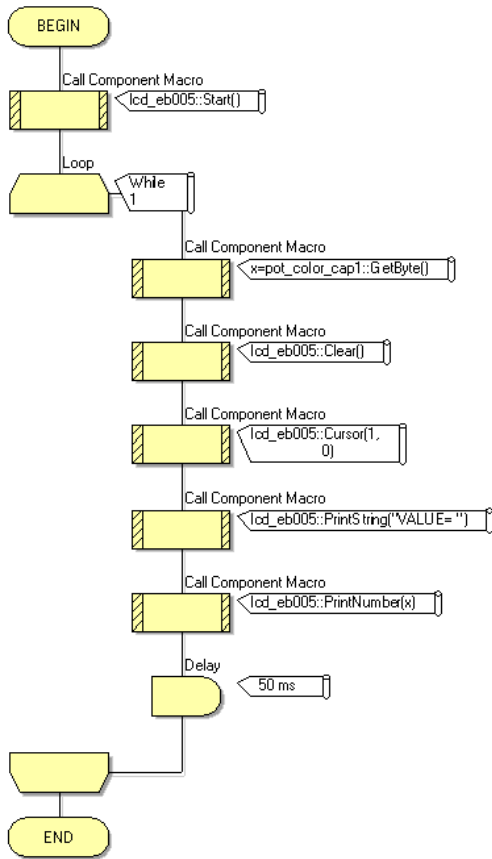 BEGIN
Call Component Macro
lcd_eb005::Start()
Loop
While
1
Call Component Macro
x=pot_color_cap1::GetByte()
Call Component Macro
lcd_eb005::Clear()
Call Component Macro
lcd_eb005::Cursor(1,
0)
Call Component Macro
lcd_eb005::PrintString("VALUE= ")
Call Component Macro
lcd_eb005::PrintNumber(x)
Delay
50 ms
END